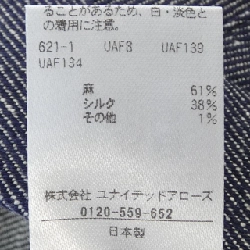 ることがあるため、白・淡色と
の着用に注意。
621-1 UAF8 UAF139
UAF134
麻 61%
シルク 38%
その他 1%
株式会社 ユナイテッドアローズ
0120-559-652
日本製